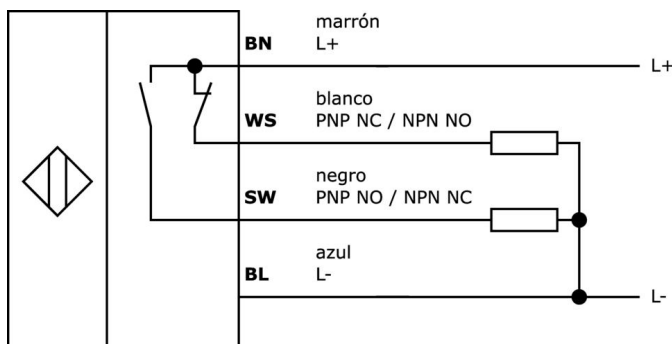 marrón
BN L+
L+
blanco
WS PNP NC / NPN NO
negro
SW PNP NO / NPN NC
azul
BL L-
L-